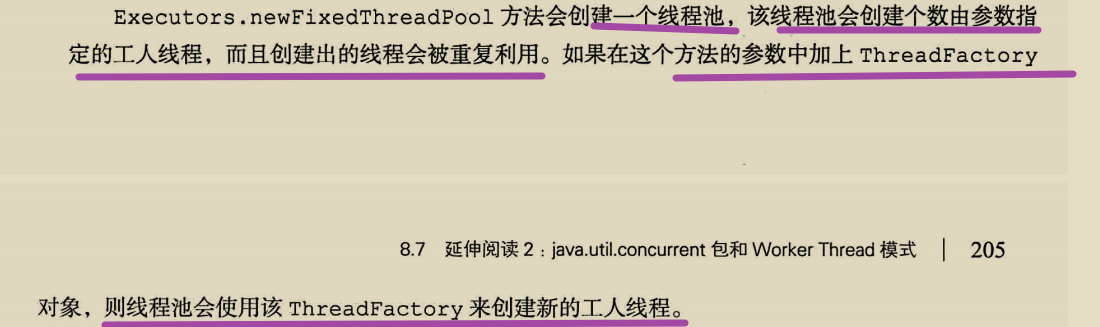 Executors.newFixedThreadPool 方法会创建一个线程池，该线程池会创建个数由参数指
定的工人线程，而且创建出的线程会被重复利用。如果在这个方法的参数中加上 ThreadFactory
8.7 延伸阅读 2：java.util.concurrent 包和 Worker Thread 模式 | 205
对象，则线程池会使用该 ThreadFactory 来创建新的工人线程。